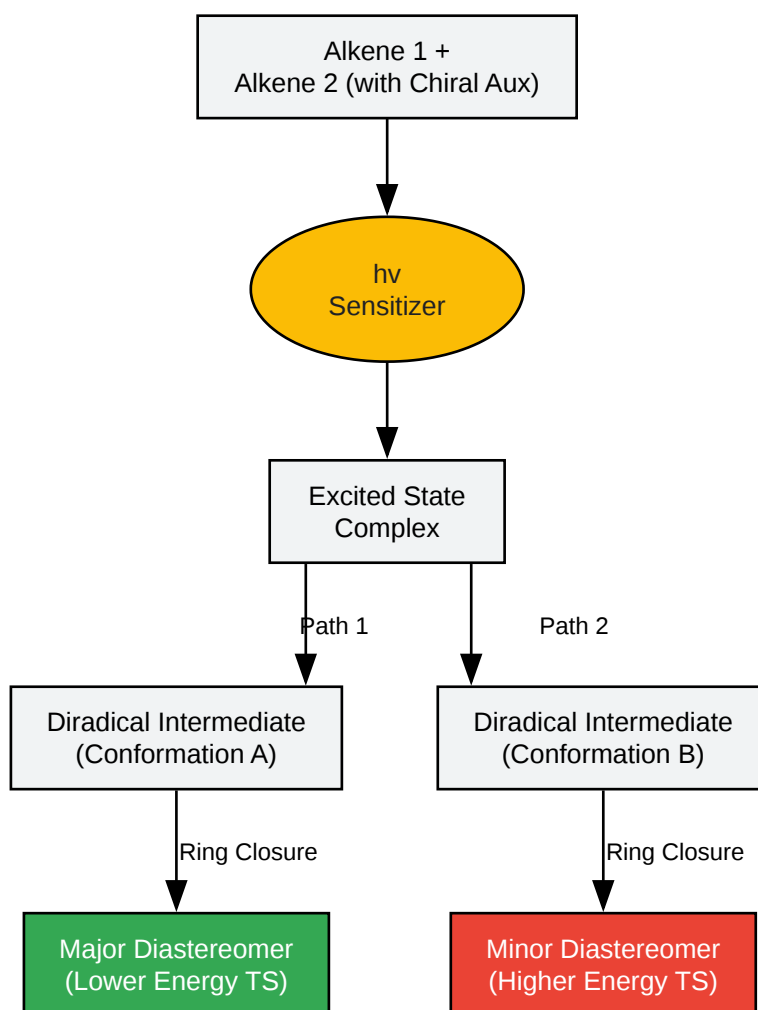 Alkene 1 +
Alkene 2 (with Chiral Aux)
hv
Sensitizer
Excited State
Complex
Path 1
Path 2
Diradical Intermediate
(Conformation A)
Diradical Intermediate
(Conformation B)
Ring Closure
Ring Closure
Major Diastereomer
(Lower Energy TS)
Minor Diastereomer
(Higher Energy TS)